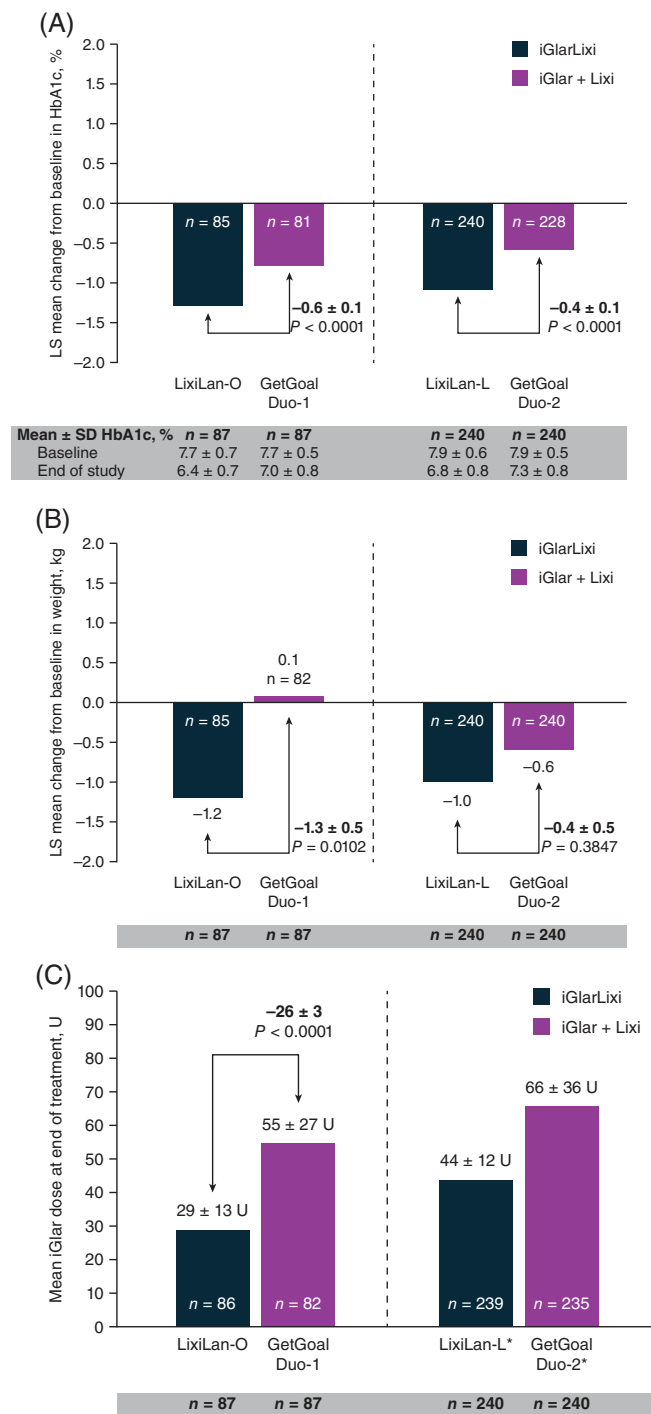 (A)
2.0
1.5
1.0
0.5
0.0
−0.5
−1.0
−1.5
−2.0
LS mean change from baseline in HbA1c, %
iGlarLixi
iGlar + Lixi
n = 85
n = 81
n = 240
n = 228
−0.6 ± 0.1
P < 0.0001
−0.4 ± 0.1
P < 0.0001
LixiLan-O
GetGoal
Duo-1
LixiLan-L
GetGoal
Duo-2
Mean ± SD HbA1c, % n = 87 n = 87 n = 240 n = 240
Baseline 7.7 ± 0.7 7.7 ± 0.5 7.9 ± 0.6 7.9 ± 0.5
End of study 6.4 ± 0.7 7.0 ± 0.8 6.8 ± 0.8 7.3 ± 0.8
(B)
2.0
1.5
1.0
0.5
0.0
−0.5
−1.0
−1.5
−2.0
LS mean change from baseline in weight, kg
iGlarLixi
iGlar + Lixi
0.1
n = 82
n = 85
n = 240
n = 240
−1.2
−1.0
−0.6
−1.3 ± 0.5
P = 0.0102
−0.4 ± 0.5
P = 0.3847
LixiLan-O
GetGoal
Duo-1
LixiLan-L
GetGoal
Duo-2
n = 87 n = 87 n = 240 n = 240
(C)
100
90
80
70
60
50
40
30
20
10
0
Mean iGlar dose at end of treatment, U
iGlarLixi
iGlar + Lixi
−26 ± 3
P < 0.0001
29 ± 13 U
55 ± 27 U
44 ± 12 U
66 ± 36 U
n = 86
n = 82
n = 239
n = 235
LixiLan-O
GetGoal
Duo-1
LixiLan-L*
GetGoal
Duo-2*
n = 87 n = 87 n = 240 n = 240